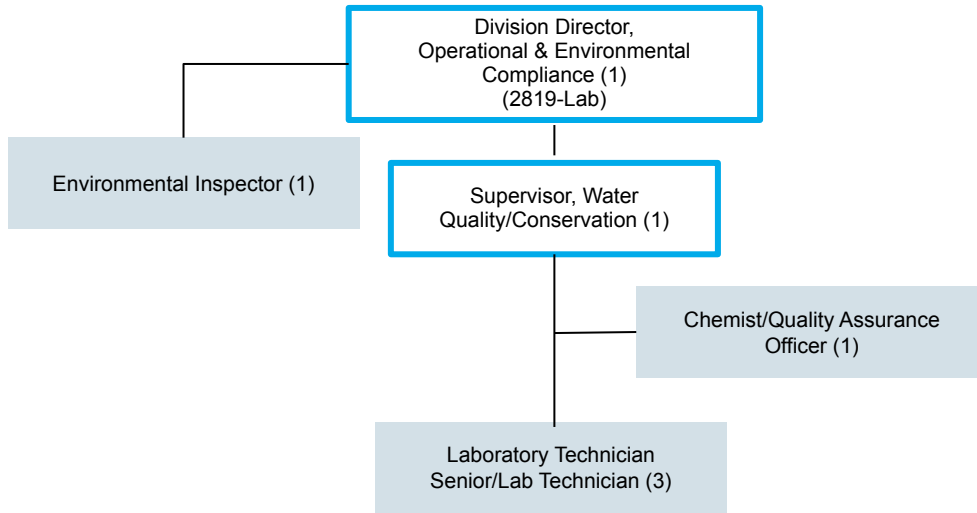 Division Director,
Operational & Environmental
Compliance (1)
(2819-Lab)
Environmental Inspector (1)
Supervisor, Water
Quality/Conservation (1)
Chemist/Quality Assurance
Officer (1)
Laboratory Technician
Senior/Lab Technician (3)